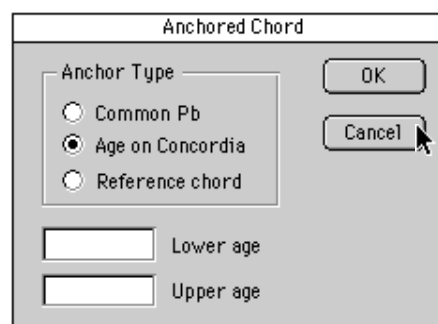 Anchored Chord
Anchor Type
Common Pb
Age on Concordia
Reference chord
OK
Cancel
Lower age
Upper age